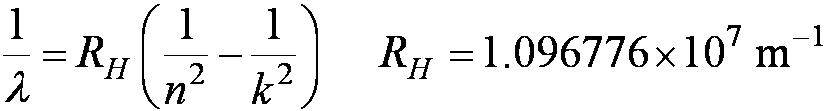 1/λ = R_H (1/n² − 1/k²)   R_H = 1.096776×10⁷ m⁻¹